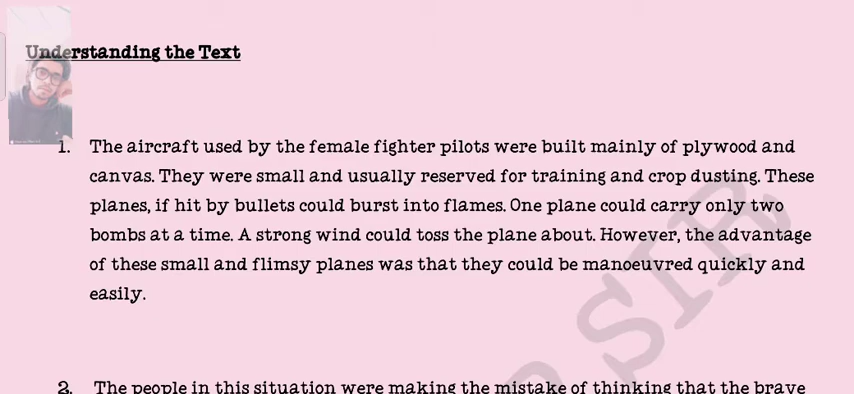 Understanding the Text
1. The aircraft used by the female fighter pilots were built mainly of plywood and
canvas. They were small and usually reserved for training and crop dusting. These
planes, if hit by bullets could burst into flames. One plane could carry only two
bombs at a time. A strong wind could toss the plane about. However, the advantage
of these small and flimsy planes was that they could be manoeuvred quickly and
easily.
SIR
2. The people in this situation were making the mistake of thinking that the brave